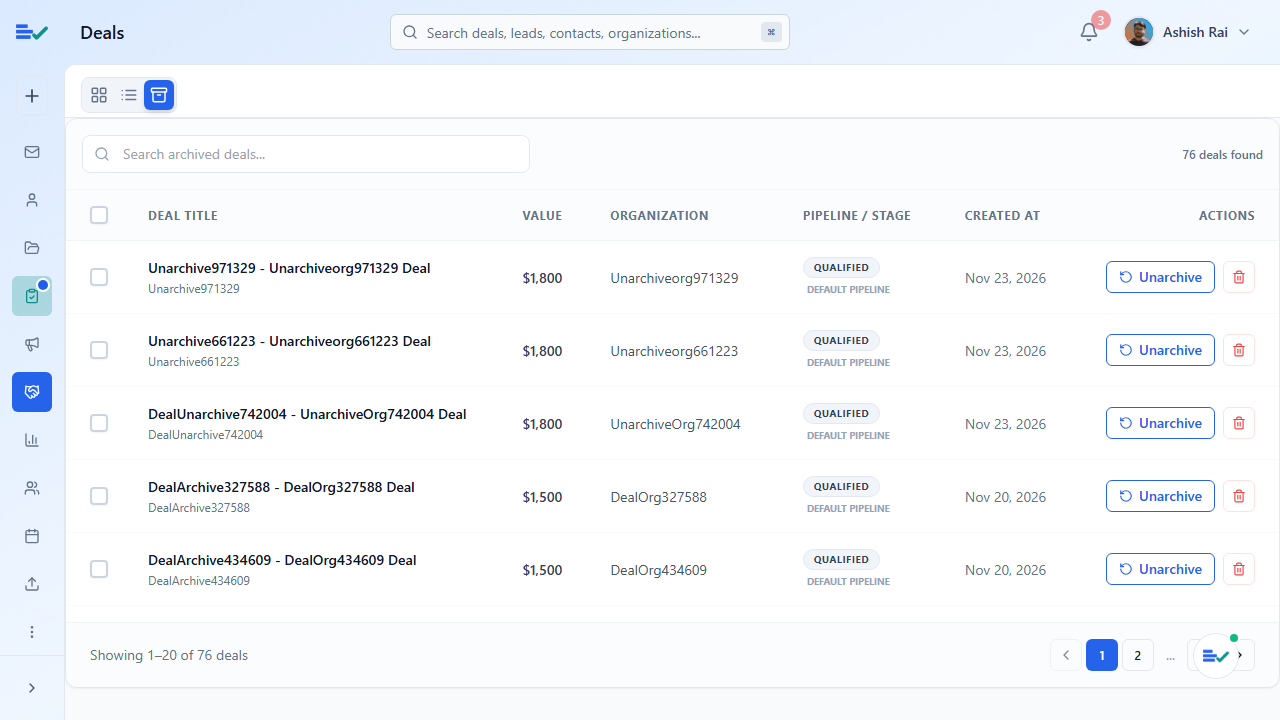 Deals
Search deals, leads, contacts, organizations...
⌘
3
Ashish Rai
Search archived deals...
76 deals found
DEAL TITLE VALUE ORGANIZATION PIPELINE / STAGE CREATED AT ACTIONS
Unarchive971329 - Unarchiveorg971329 Deal
Unarchive971329
$1,800
Unarchiveorg971329
QUALIFIED
DEFAULT PIPELINE
Nov 23, 2026
Unarchive
Unarchive661223 - Unarchiveorg661223 Deal
Unarchive661223
$1,800
Unarchiveorg661223
QUALIFIED
DEFAULT PIPELINE
Nov 23, 2026
Unarchive
DealUnarchive742004 - UnarchiveOrg742004 Deal
DealUnarchive742004
$1,800
UnarchiveOrg742004
QUALIFIED
DEFAULT PIPELINE
Nov 23, 2026
Unarchive
DealArchive327588 - DealOrg327588 Deal
DealArchive327588
$1,500
DealOrg327588
QUALIFIED
DEFAULT PIPELINE
Nov 20, 2026
Unarchive
DealArchive434609 - DealOrg434609 Deal
DealArchive434609
$1,500
DealOrg434609
QUALIFIED
DEFAULT PIPELINE
Nov 20, 2026
Unarchive
Showing 1–20 of 76 deals
1 2 ...